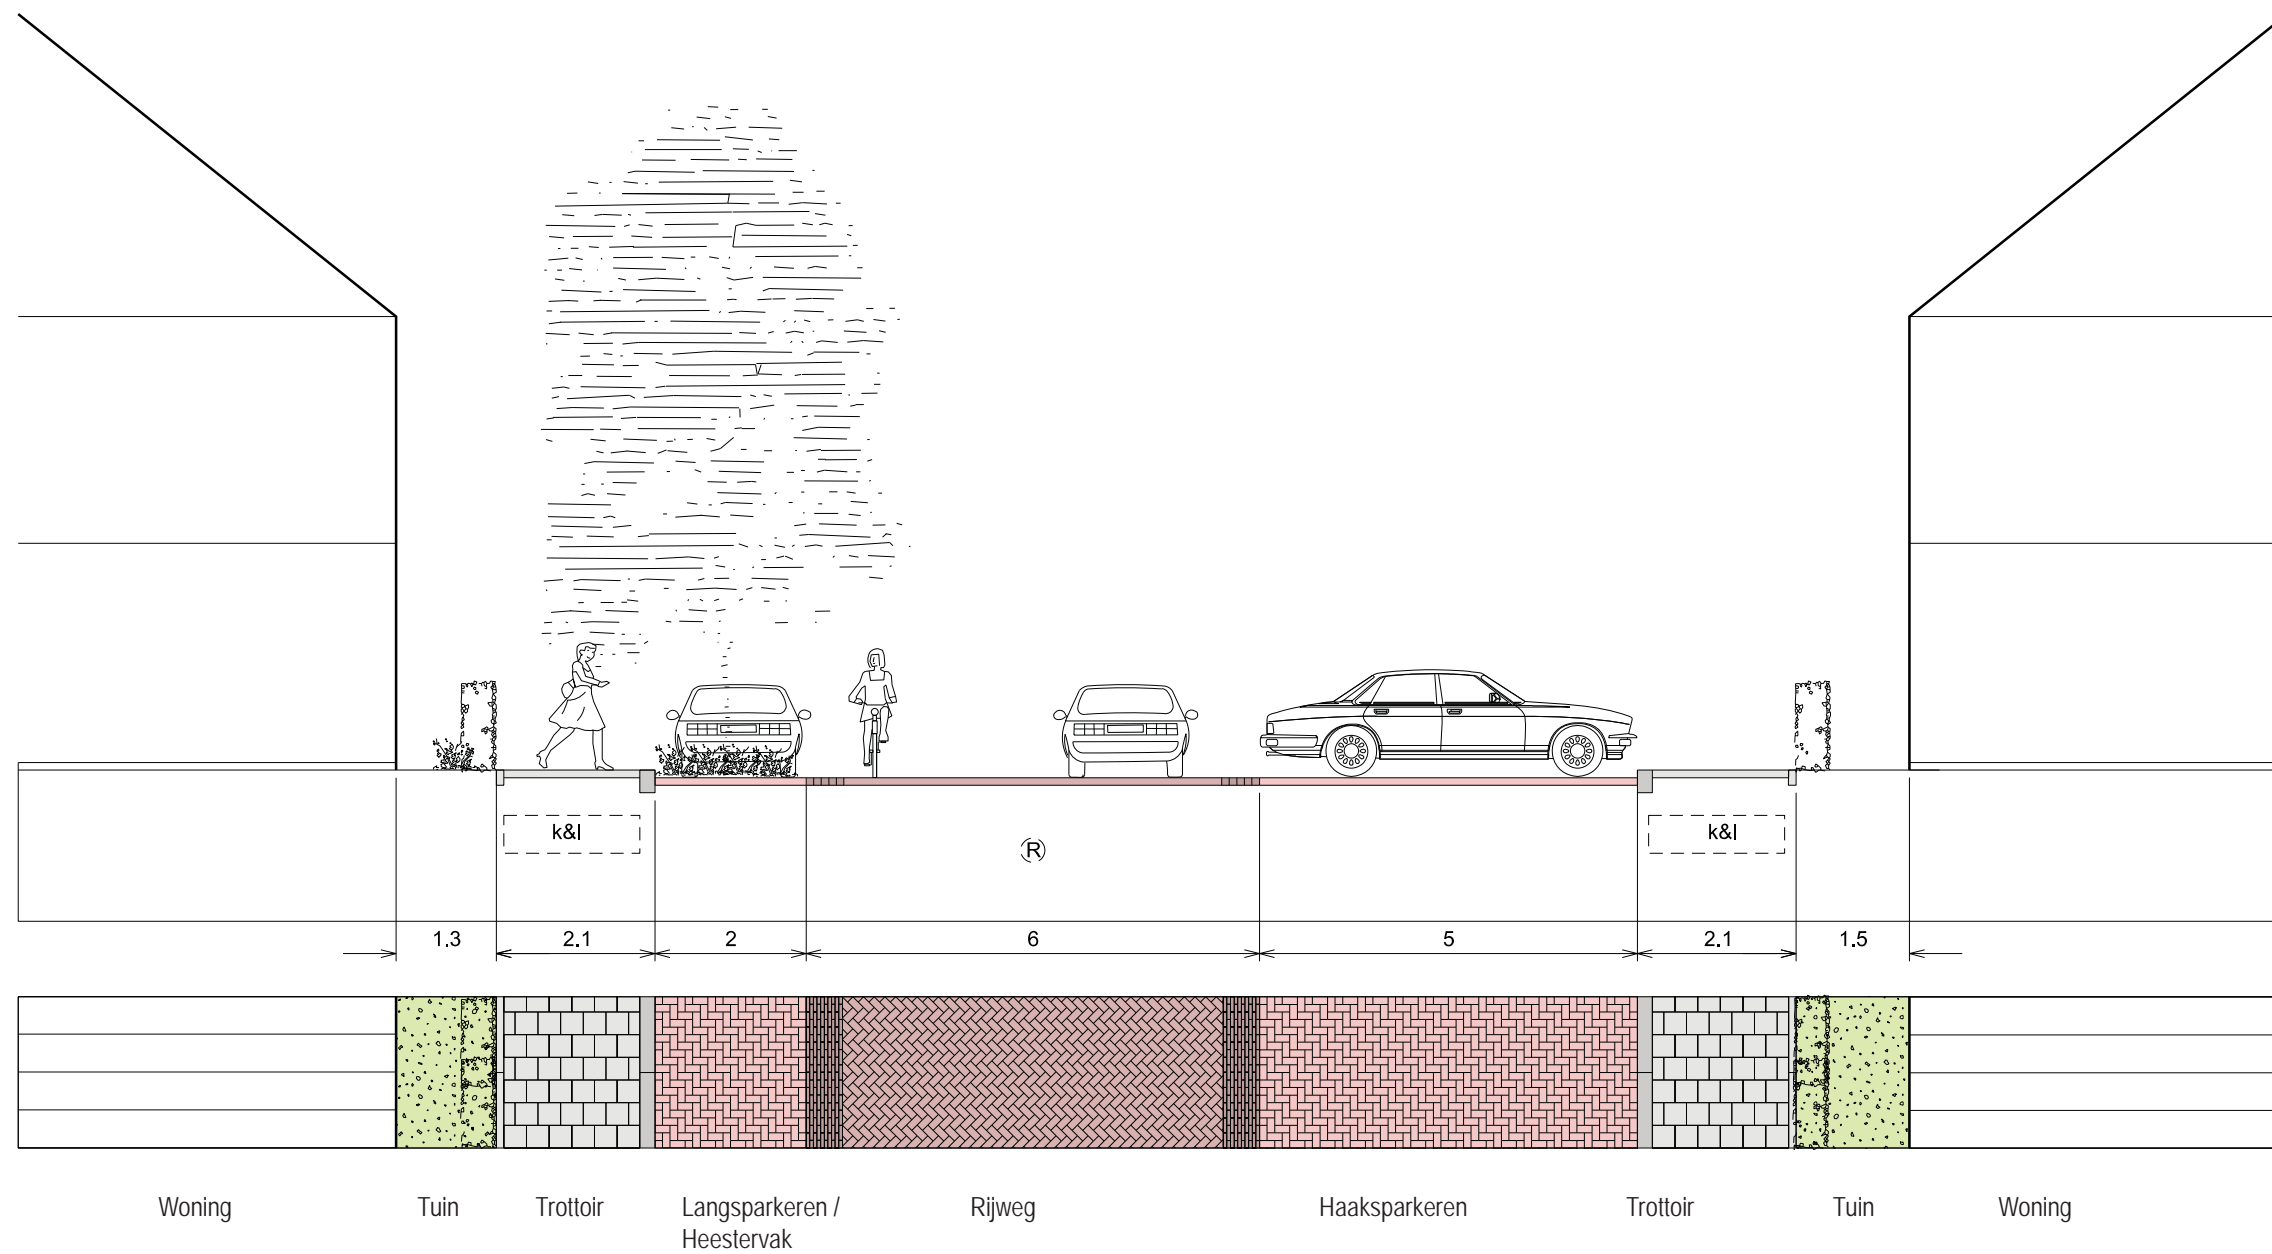 k&l
k&l
R
1.3
2.1
2
6
5
2.1
1.5
Woning
Tuin
Trottoir
Langsparkeren /
Heestervak
Rijweg
Haaksparkeren
Trottoir
Tuin
Woning